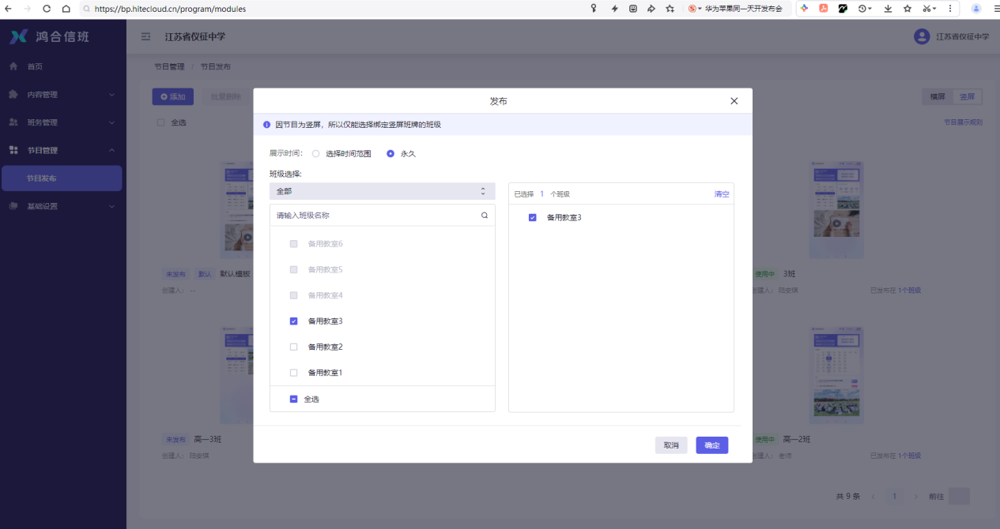 https://bp.hitecloud.cn/program/modules
华为苹果同一天开发布会
鸿合信班
江苏省仪征中学
江苏省仪征中学
首页
内容管理
班务管理
节目管理
节目发布
基础设置
节目管理 / 节目发布
添加
批量删除
横屏
竖屏
全选
节目展示规则
发布
因节目为竖屏，所以仅能选择绑定竖屏班牌的班级
展示时间: 选择时间范围 永久
班级选择:
全部
请输入班级名称
备用教室6
备用教室5
备用教室4
备用教室3
备用教室2
备用教室1
全选
已选择 1 个班级
清空
备用教室3
取消
确定
未发布 默认 默认模板
创建人: --
使用中 3班
创建人: 陆安琪
已发布在 1个班级
未发布 高一3班
创建人: 陆安琪
使用中 高一2班
创建人: 老师
已发布在 1个班级
共 9 条 < 1 > 前往